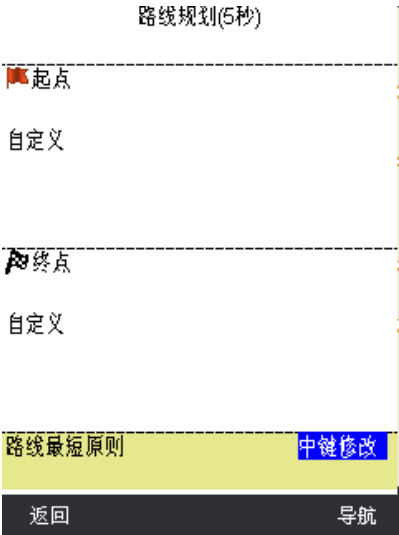 路线规划(5秒)
起点
自定义
终点
自定义
路线最短原则 中键修改
返回 导航